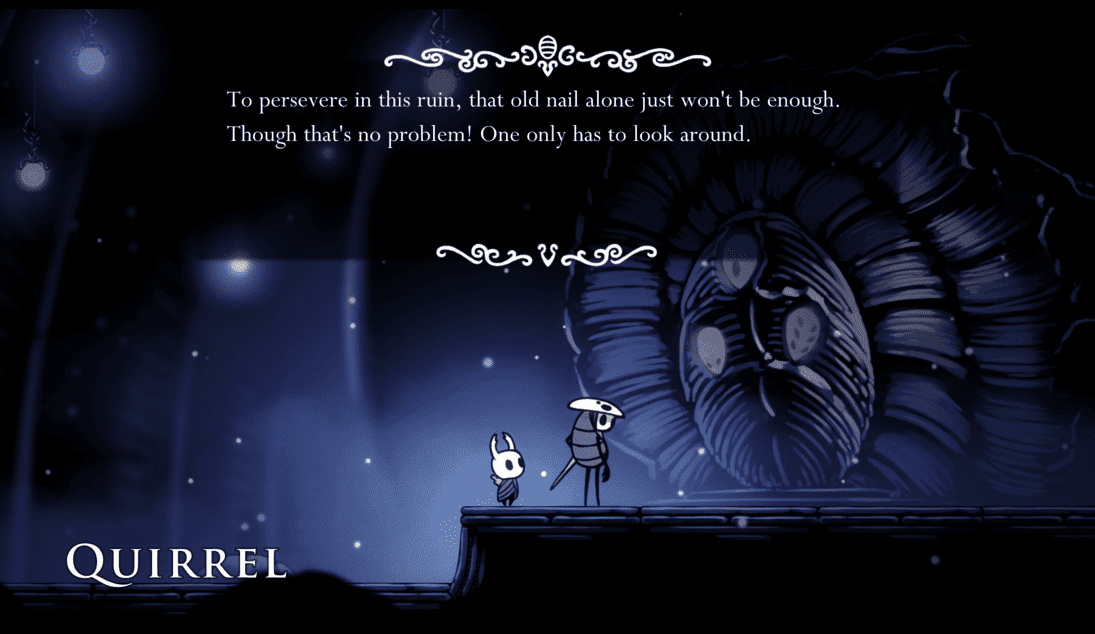 To persevere in this ruin, that old nail alone just won't be enough.
Though that's no problem! One only has to look around.
QUIRREL